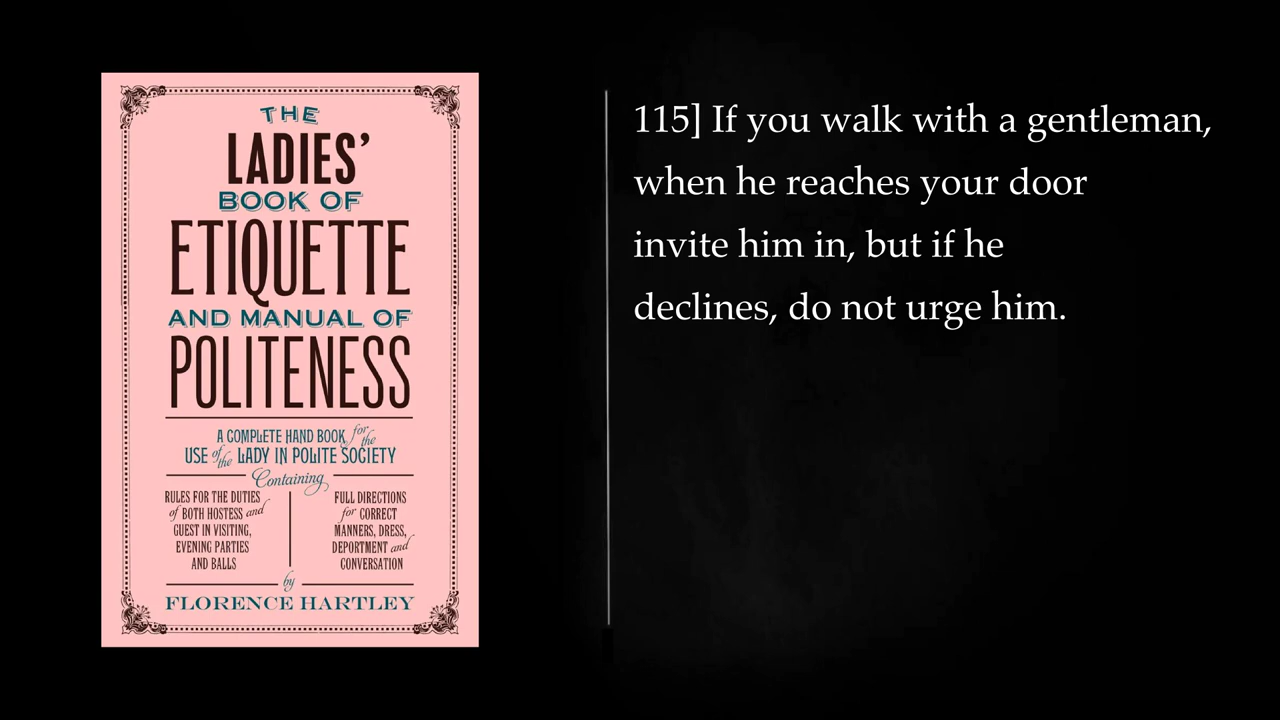 THE
LADIES'
BOOK OF
ETIQUETTE
AND MANUAL OF
POLITENESS
A COMPLETE HAND BOOK for the
USE of the LADY IN POLITE SOCIETY
Containing
RULES FOR THE DUTIES
of BOTH HOSTESS and
GUEST IN VISITING,
EVENING PARTIES
AND BALLS
FULL DIRECTIONS
for CORRECT
MANNERS, DRESS,
DEPORTMENT and
CONVERSATION
by
FLORENCE HARTLEY
115] If you walk with a gentleman,
when he reaches your door
invite him in, but if he
declines, do not urge him.